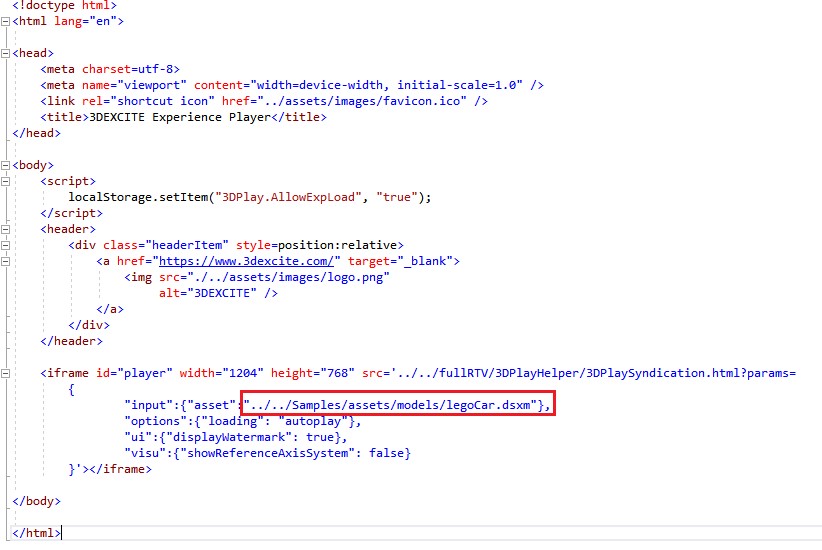 <!doctype html>
<html lang="en">
<head>
<meta charset=utf-8>
<meta name="viewport" content="width=device-width, initial-scale=1.0" />
<link rel="shortcut icon" href="../assets/images/favicon.ico" />
<title>3DEXCITE Experience Player</title>
</head>
<body>
<script>
localStorage.setItem("3DPlay.AllowExpLoad", "true");
</script>
<header>
<div class="headerItem" style=position:relative>
<a href="https://www.3dexcite.com/" target="_blank">
<img src="./../assets/images/logo.png"
alt="3DEXCITE" />
</a>
</div>
</header>
<iframe id="player" width="1204" height="768" src='../../fullRTV/3DPlayHelper/3DPlaySyndication.html?params=
{
"input":{"asset":"../../Samples/assets/models/legoCar.dsxm"},
"options":{"loading": "autoplay"},
"ui":{"displayWatermark": true},
"visu":{"showReferenceAxisSystem": false}
}'></iframe>
</body>
</html>